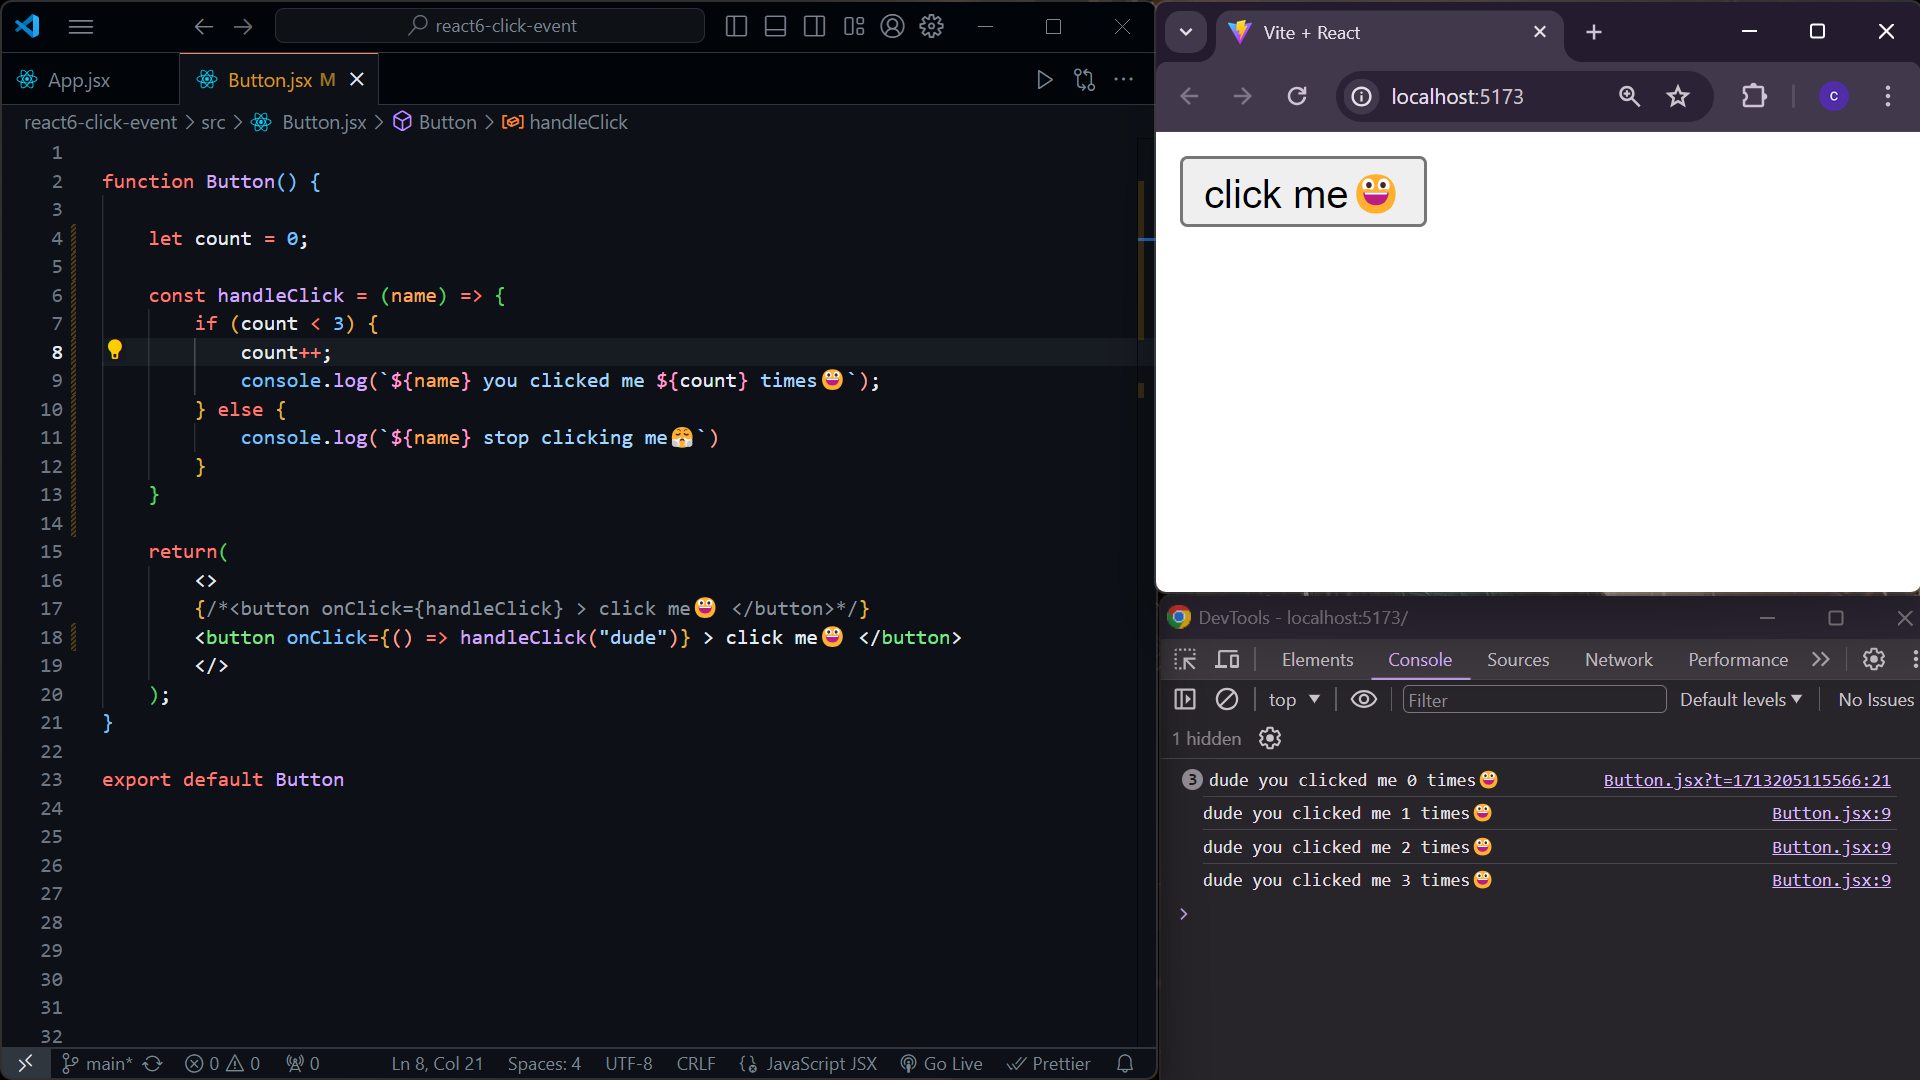 react6-click-event
App.jsx
Button.jsx M
react6-click-event > src > Button.jsx > Button > handleClick
1
2 function Button() {
3
4 let count = 0;
5
6 const handleClick = (name) => {
7 if (count < 3) {
8 count++;
9 console.log(`${name} you clicked me ${count} times😀`);
10 } else {
11 console.log(`${name} stop clicking me😤`)
12 }
13 }
14
15 return(
16 <>
17 {/*<button onClick={handleClick} > click me😀 </button>*/}
18 <button onClick={() => handleClick("dude")} > click me😀 </button>
19 </>
20 );
21 }
22
23 export default Button
24
25
26
27
28
29
30
31
32
main* 0 0 0 Ln 8, Col 21 Spaces: 4 UTF-8 CRLF JavaScript JSX Go Live Prettier
Vite + React
localhost:5173
C
click me😀
DevTools - localhost:5173/
Elements Console Sources Network Performance
top Filter Default levels No Issues
1 hidden
3 dude you clicked me 0 times😀 Button.jsx?t=1713205115566:21
dude you clicked me 1 times😀 Button.jsx:9
dude you clicked me 2 times😀 Button.jsx:9
dude you clicked me 3 times😀 Button.jsx:9